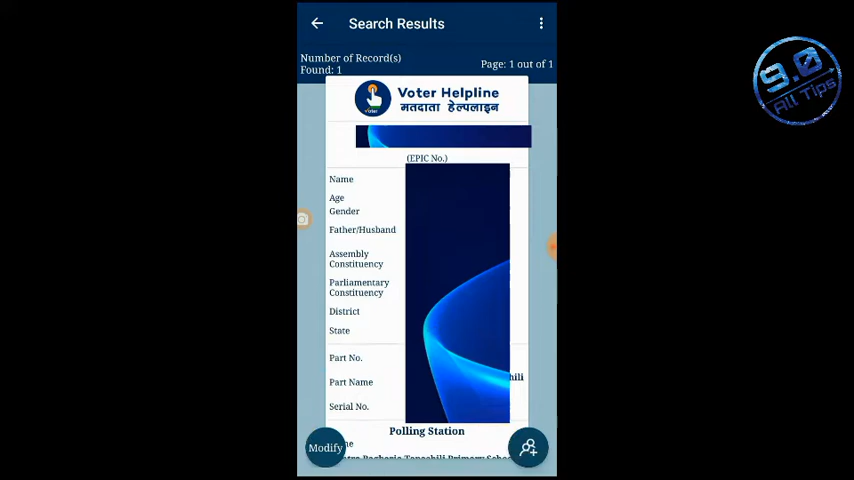 Search Results
Number of Record(s)
Found: 1
Page: 1 out of 1
9.0
All Tips
Voter Helpline
मतदाता हेल्पलाइन
Voter
(EPIC No.)
Name
Age
Gender
Father/Husband
Assembly
Constituency
Parliamentary
Constituency
District
State
Part No.
Part Name
Serial No.
Polling Station
Modify
Primary